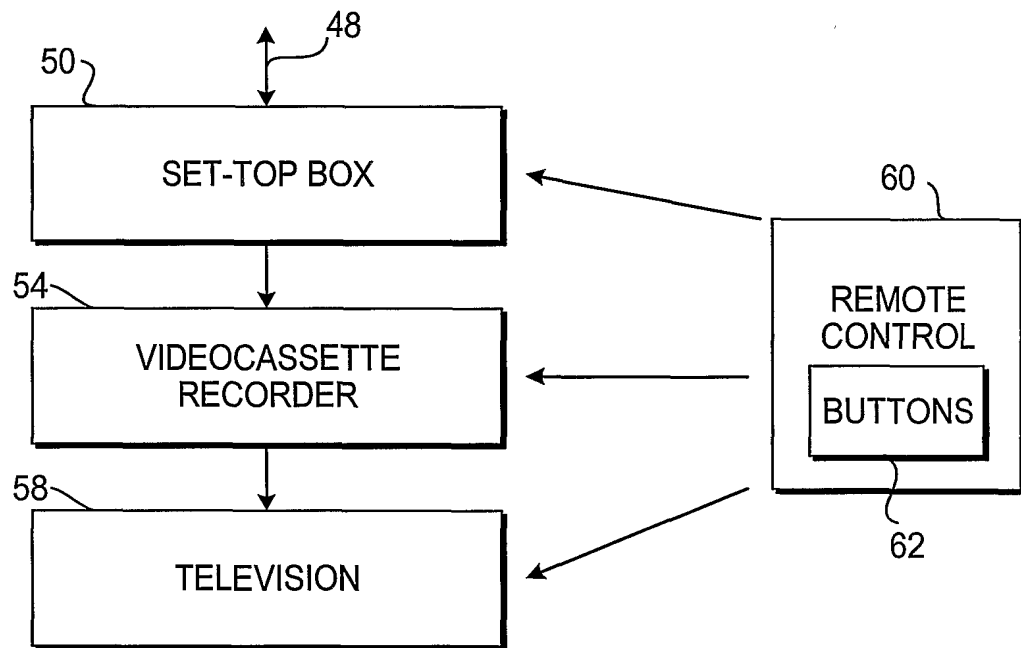 48
50
SET-TOP BOX
60
54
REMOTE
CONTROL
VIDEOCASSETTE
RECORDER
BUTTONS
58
62
TELEVISION